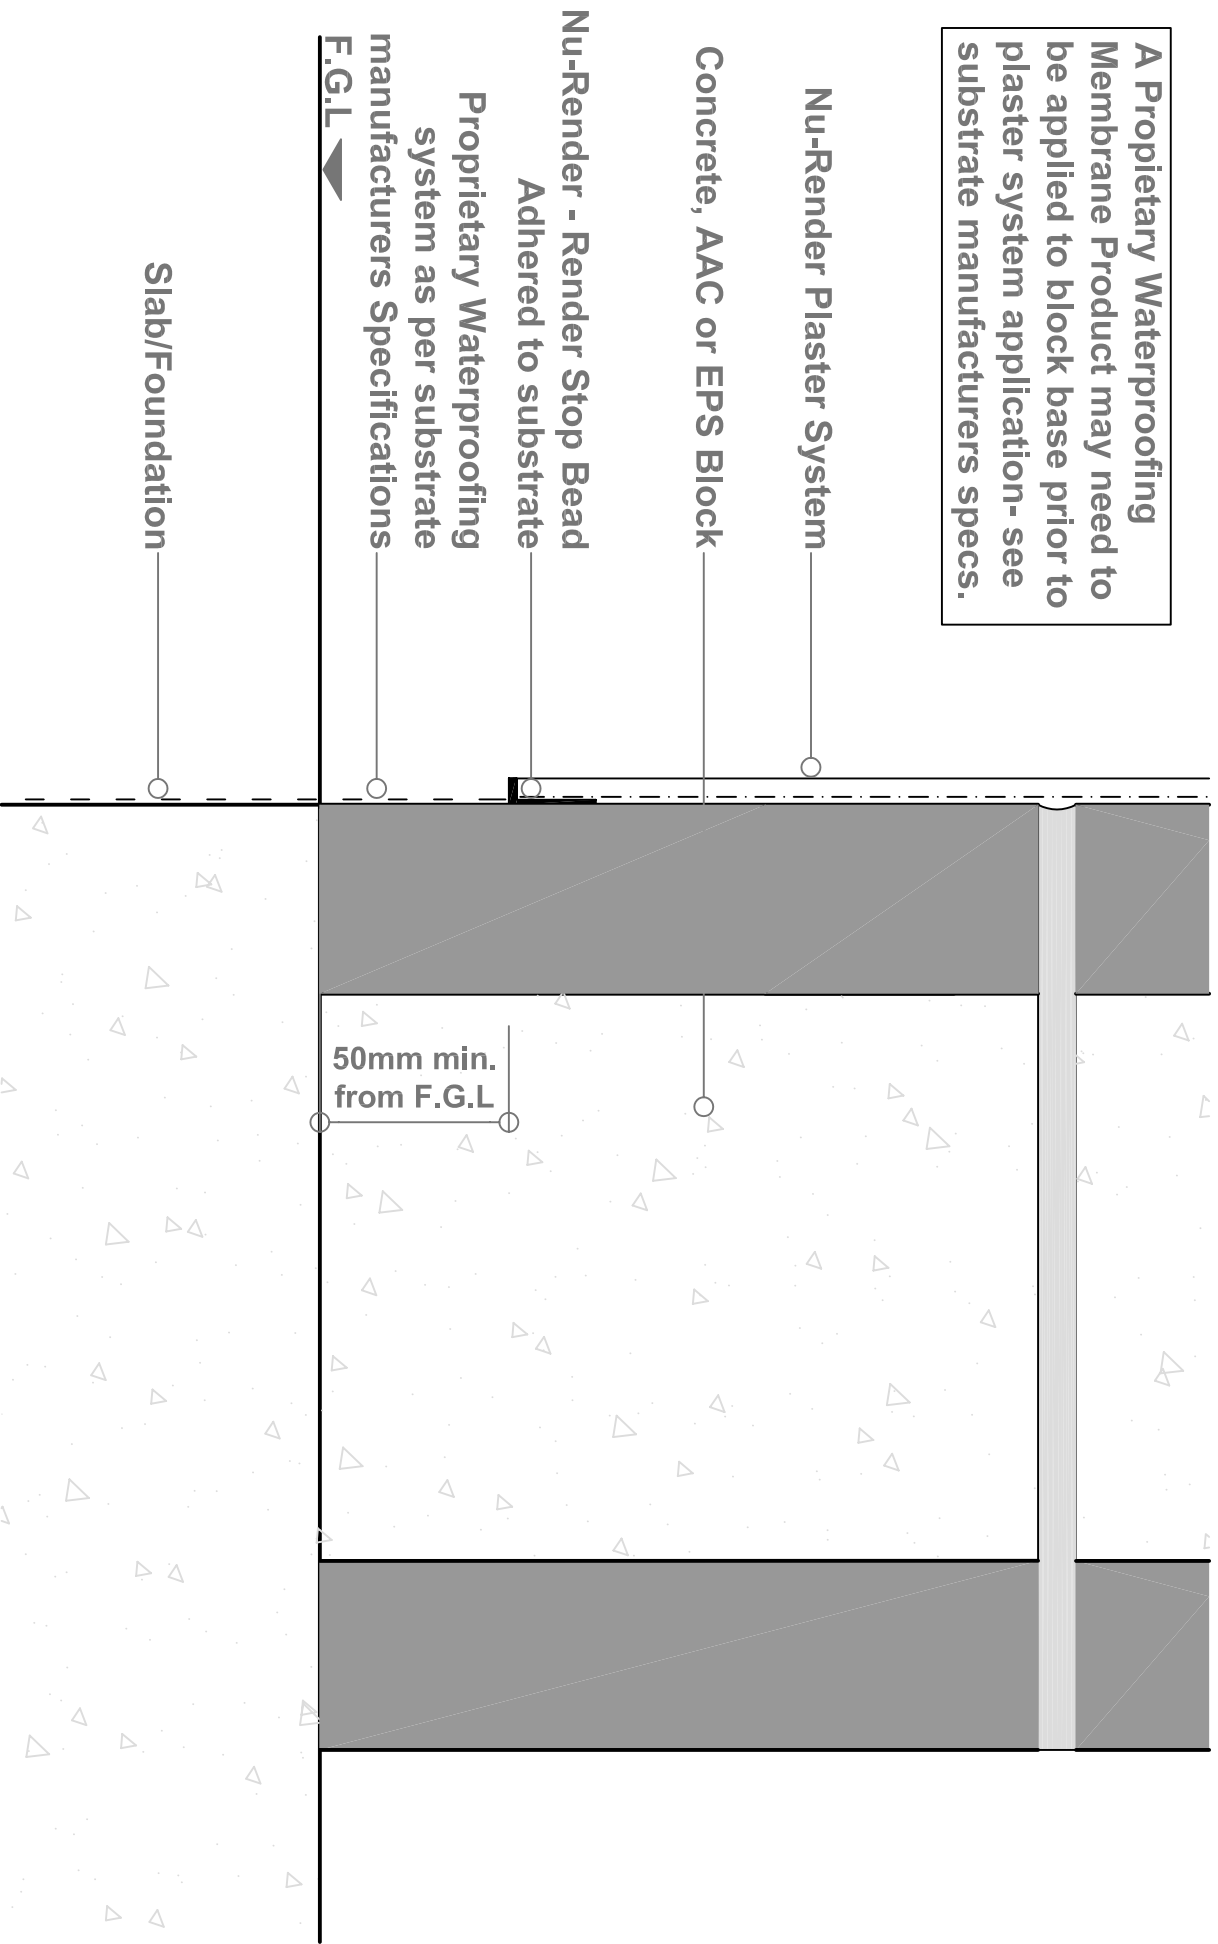 A Propietary Waterproofing
Membrane Product may need to
be applied to block base prior to
plaster system application- see
substrate manufacturers specs.
Nu-Render Plaster System
Concrete, AAC or EPS Block
Nu-Render - Render Stop Bead
Adhered to substrate
Proprietary Waterproofing
system as per substrate
manufacturers Specifications
F.G.L
Slab/Foundation
50mm min.
from F.G.L